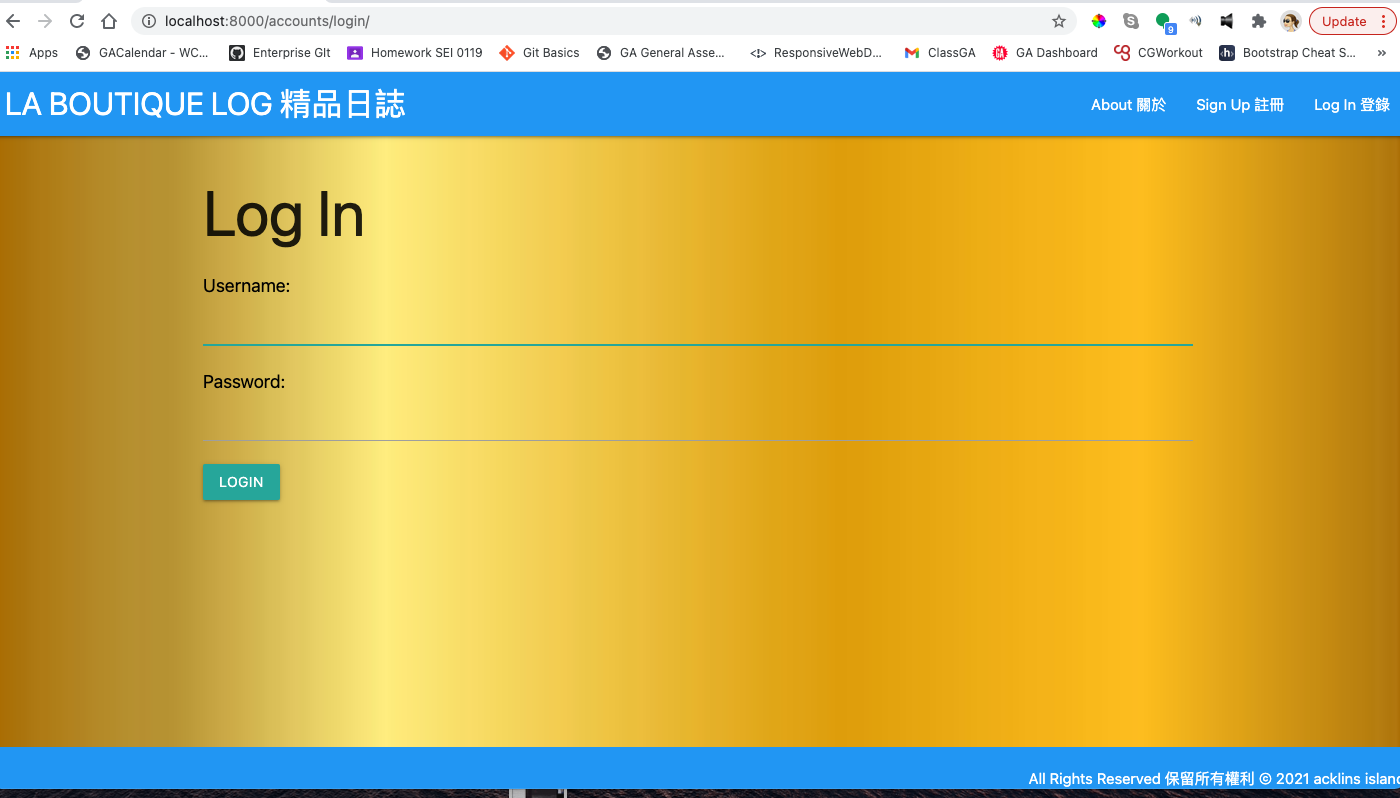 localhost:8000/accounts/login/
Update
9
Apps GACalendar - WC... Enterprise GIt Homework SEI 0119 Git Basics GA General Asse... ResponsiveWebD... ClassGA GA Dashboard CGWorkout Bootstrap Cheat S... »
LA BOUTIQUE LOG 精品日誌 About 關於 Sign Up 註冊 Log In 登錄
Log In
Username:
Password:
LOGIN
All Rights Reserved 保留所有權利 © 2021 acklins islan